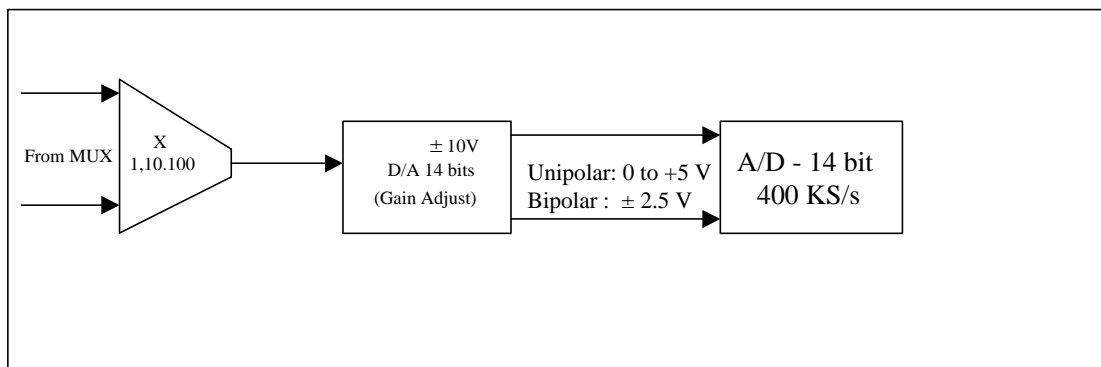 From MUX
X
1,10.100
± 10V
D/A 14 bits
(Gain Adjust)
Unipolar: 0 to +5 V
Bipolar :  ± 2.5 V
A/D - 14 bit
400 KS/s